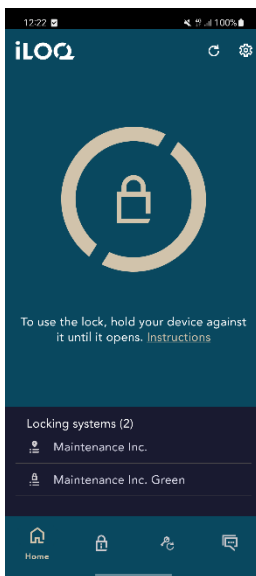 12:22
100%
iLOQ
To use the lock, hold your device against
it until it opens. Instructions
Locking systems (2)
Maintenance Inc.
Maintenance Inc. Green
Home